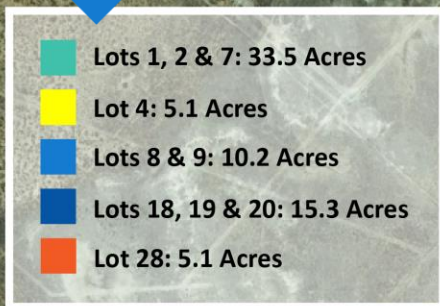 Lots 1, 2 & 7: 33.5 Acres
Lot 4: 5.1 Acres
Lots 8 & 9: 10.2 Acres
Lots 18, 19 & 20: 15.3 Acres
Lot 28: 5.1 Acres